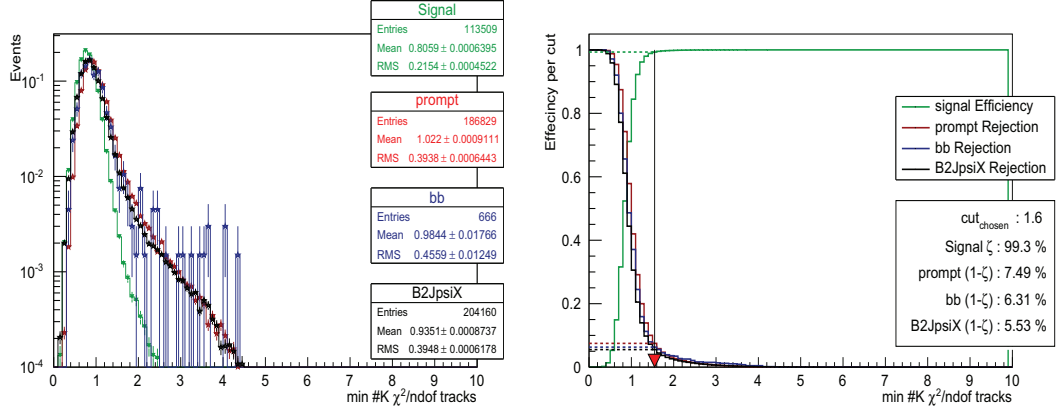 Events
10⁻¹
10⁻²
10⁻³
10⁻⁴
0 1 2 3 4 5 6 7 8 9 10
min #K χ²/ndof tracks
Signal
Entries 113509
Mean 0.8059 ± 0.0006395
RMS 0.2154 ± 0.0004522
prompt
Entries 186829
Mean 1.022 ± 0.0009111
RMS 0.3938 ± 0.0006443
bb
Entries 666
Mean 0.9844 ± 0.01766
RMS 0.4559 ± 0.01249
B2JpsiX
Entries 204160
Mean 0.9351 ± 0.0008737
RMS 0.3948 ± 0.0006178
Effecincy per cut
1
0.8
0.6
0.4
0.2
0
0 1 2 3 4 5 6 7 8 9 10
min #K χ²/ndof tracks
signal Efficiency
prompt Rejection
bb Rejection
B2JpsiX Rejection
cut_chosen : 1.6
Signal ζ : 99.3 %
prompt (1-ζ) : 7.49 %
bb (1-ζ) : 6.31 %
B2JpsiX (1-ζ) : 5.53 %